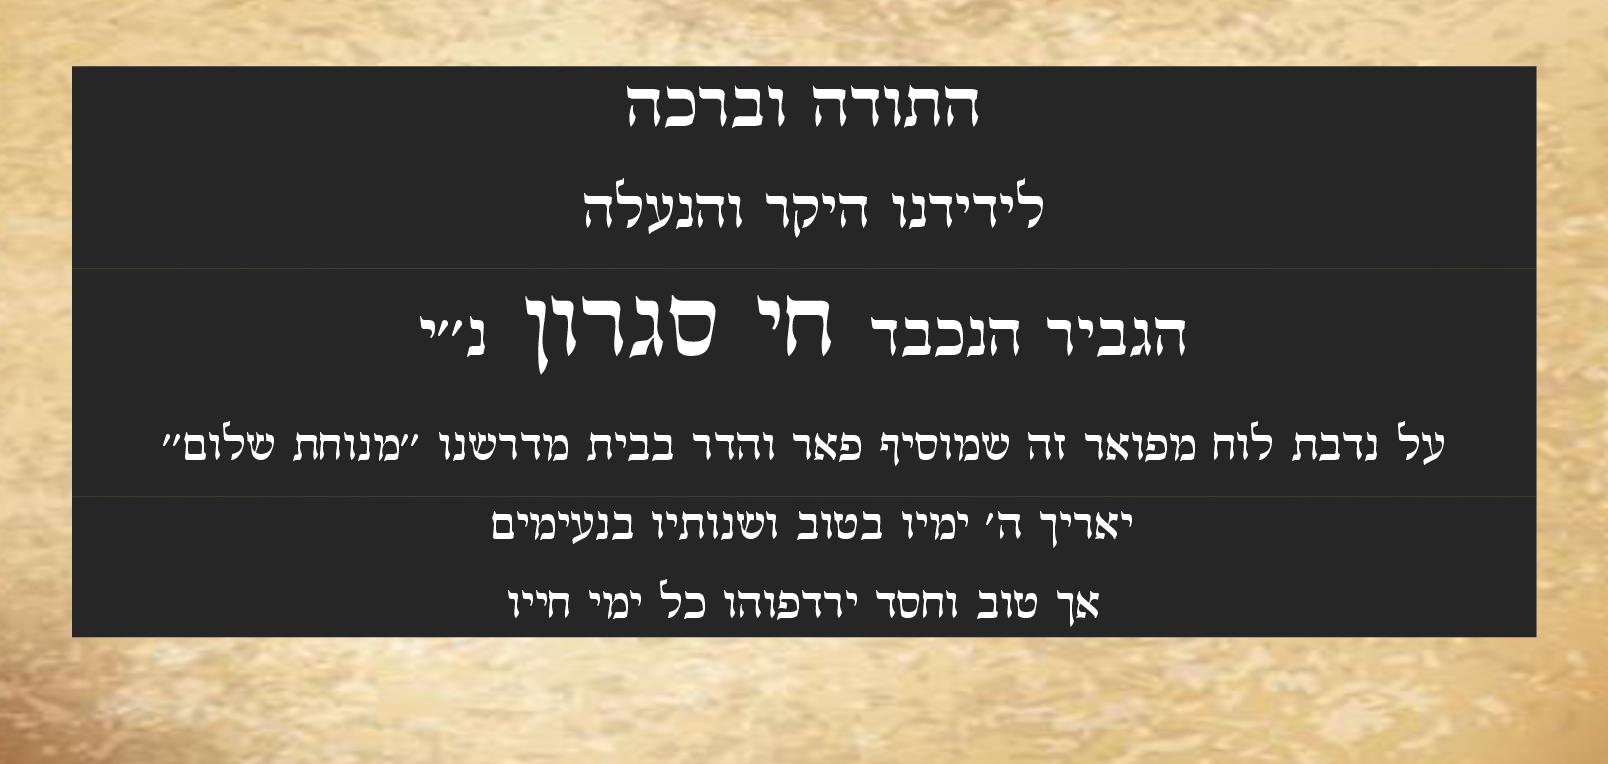 התודה וברכה
לידידנו היקר והנעלה
הגביר הנכבד חי סגרון נ״י
על נדבת לוח מפואר זה שמוסיף פאר והדר בבית מדרשנו ״מנוחת שלום״
יאריך ה׳ ימיו בטוב ושנותיו בנעימים
אך טוב וחסד ירדפוהו כל ימי חייו